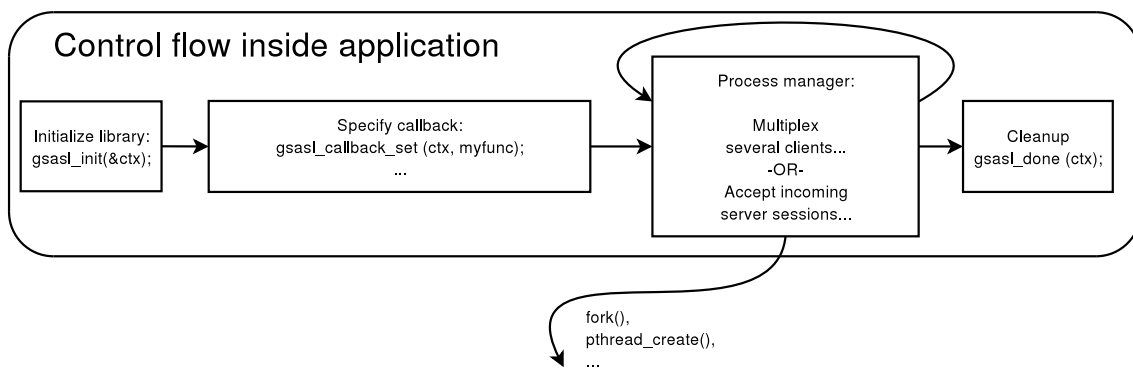 Control flow inside application
Initialize library:
gsasl_init(&ctx);
Specify callback:
gsasl_callback_set (ctx, myfunc);
...
Process manager:
Multiplex
several clients...
-OR-
Accept incoming
server sessions...
Cleanup
gsasl_done (ctx);
fork(),
pthread_create(),
...